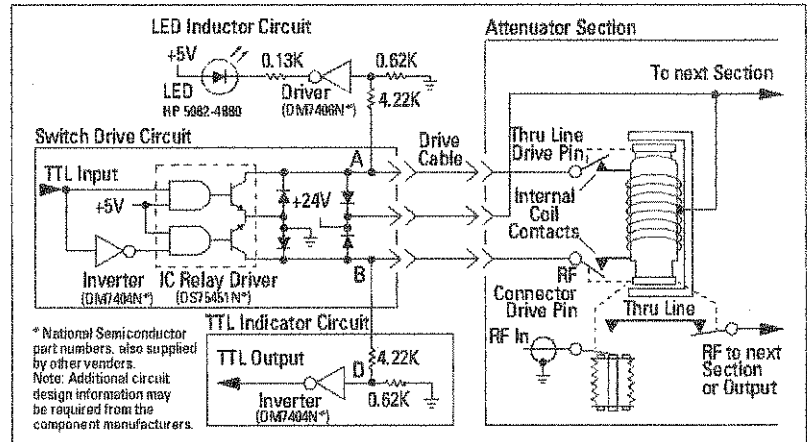 LED Inductor Circuit
+5V
0.13K
0.62K
LED
HP 5082-4880
Driver
(DM7406N*)
4.22K
Switch Drive Circuit
TTL Input
+5V
A
+24V
B
Inverter
(DM7404N*)
IC Relay Driver
(DS75451N*)
Drive
Cable
* National Semiconductor
part numbers, also supplied
by other vendors.
Note: Additional circuit
design information may
be required from the
component manufacturers.
TTL Indicator Circuit
TTL Output
D
4.22K
Inverter
(DM7404N*)
0.62K
Attenuator Section
To next Section
Thru Line
Drive Pin
Internal
Coil
Contacts
RF
Connector
Drive Pin
Thru Line
RF In
RF to next
Section
or Output